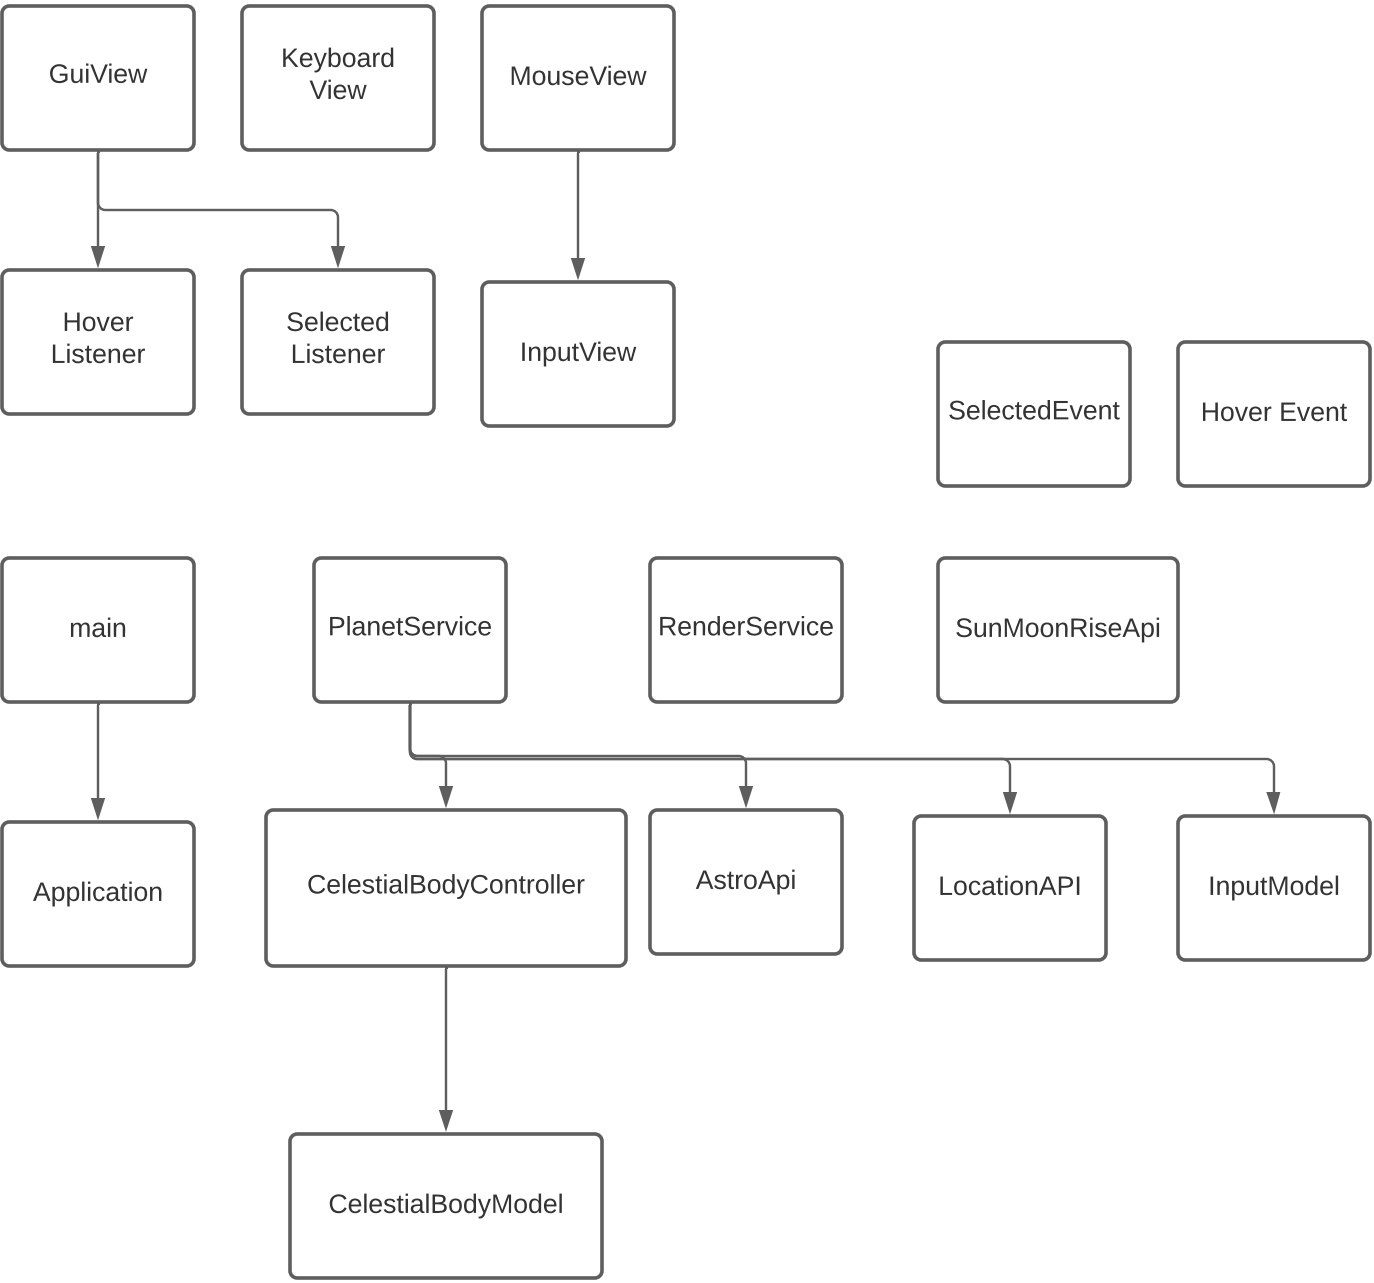 GuiView
Keyboard
View
MouseView
Hover
Listener
Selected
Listener
InputView
SelectedEvent
Hover Event
main
PlanetService
RenderService
SunMoonRiseApi
Application
CelestialBodyController
AstroApi
LocationAPI
InputModel
CelestialBodyModel